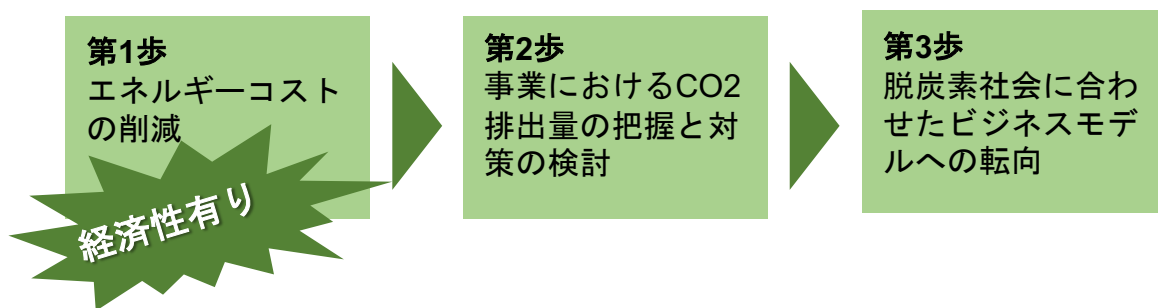 第1歩
エネルギーコスト
の削減
経済性有り
第2歩
事業におけるCO2
排出量の把握と対
策の検討
第3歩
脱炭素社会に合わ
せたビジネスモデ
ルへの転向